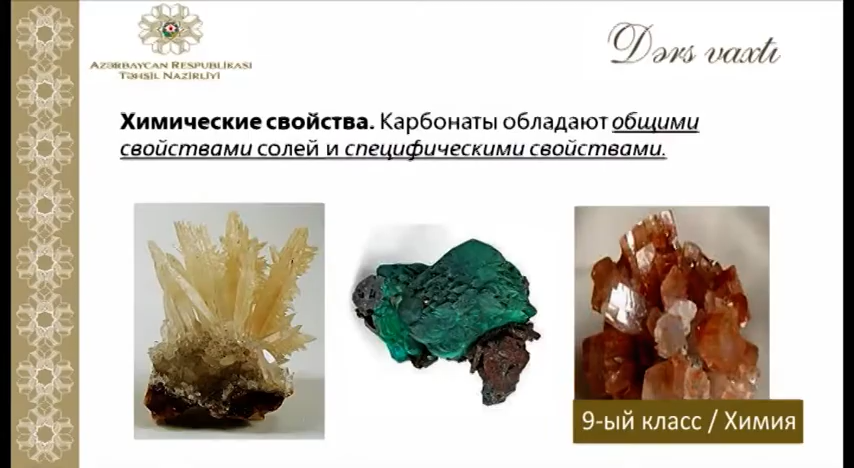 AZƏRBAYCAN RESPUBLİKASI
TƏHSİL NAZİRLİYİ
Dərs vaxtı
Химические свойства. Карбонаты обладают общими
свойствами солей и специфическими свойствами.
9-ый класс / Химия